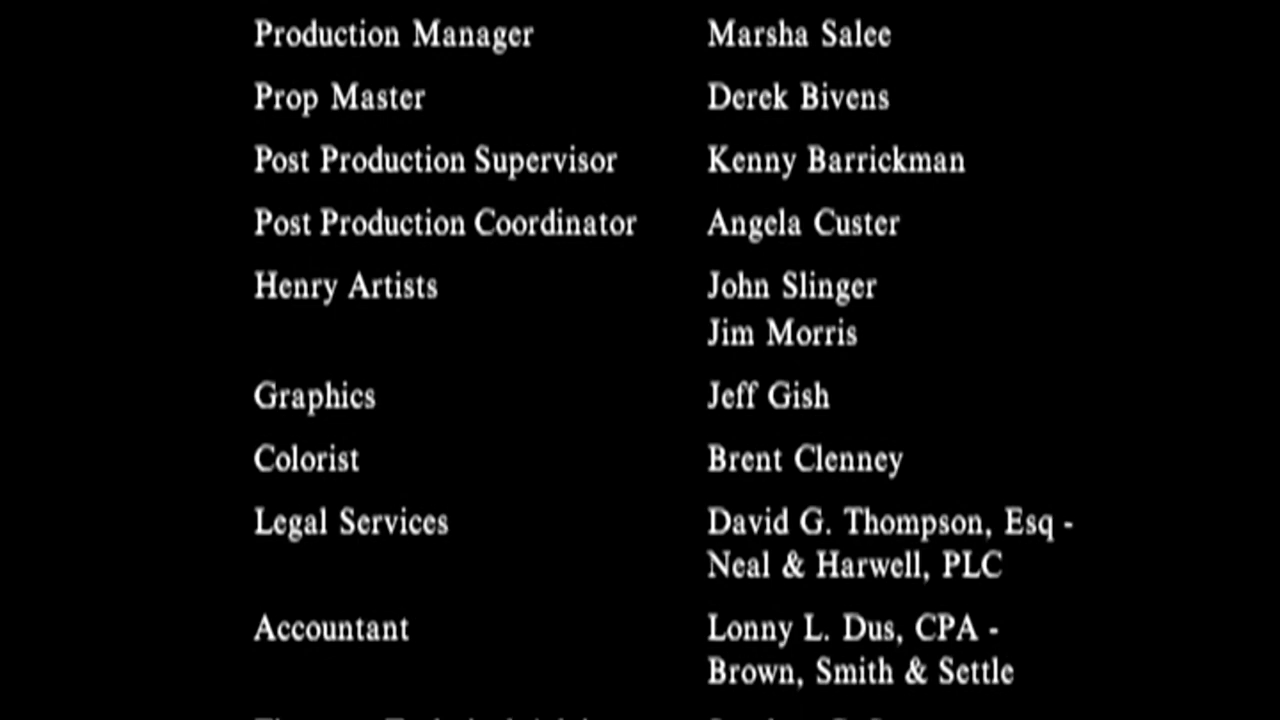 Production Manager Marsha Salee
Prop Master Derek Bivens
Post Production Supervisor Kenny Barrickman
Post Production Coordinator Angela Custer
Henry Artists John Slinger
Jim Morris
Graphics Jeff Gish
Colorist Brent Clenney
Legal Services David G. Thompson, Esq -
Neal & Harwell, PLC
Accountant Lonny L. Dus, CPA -
Brown, Smith & Settle